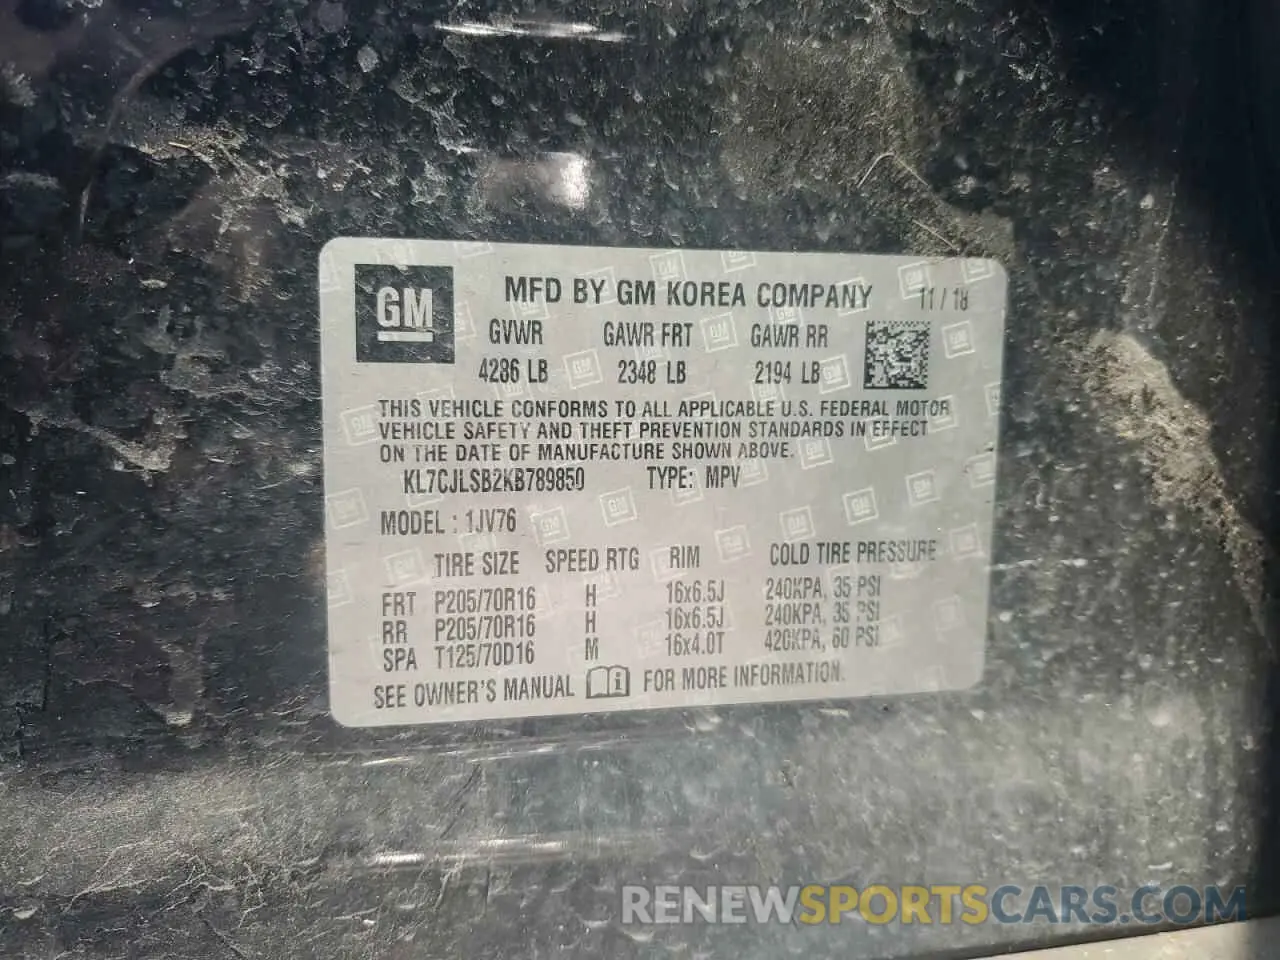 GM MFD BY GM KOREA COMPANY 11/18
GVWR GAWR FRT GAWR RR
4286 LB 2348 LB 2194 LB
THIS VEHICLE CONFORMS TO ALL APPLICABLE U.S. FEDERAL MOTOR
VEHICLE SAFETY AND THEFT PREVENTION STANDARDS IN EFFECT
ON THE DATE OF MANUFACTURE SHOWN ABOVE.
KL7CJLSB2KB789850 TYPE: MPV
MODEL : 1JV76
TIRE SIZE SPEED RTG RIM COLD TIRE PRESSURE
FRT P205/70R16 H 16x6.5J 240KPA, 35 PSI
RR P205/70R16 H 16x6.5J 240KPA, 35 PSI
SPA T125/70D16 M 16x4.0T 420KPA, 60 PSI
SEE OWNER'S MANUAL FOR MORE INFORMATION.
RENEWSPORTSCARS.COM